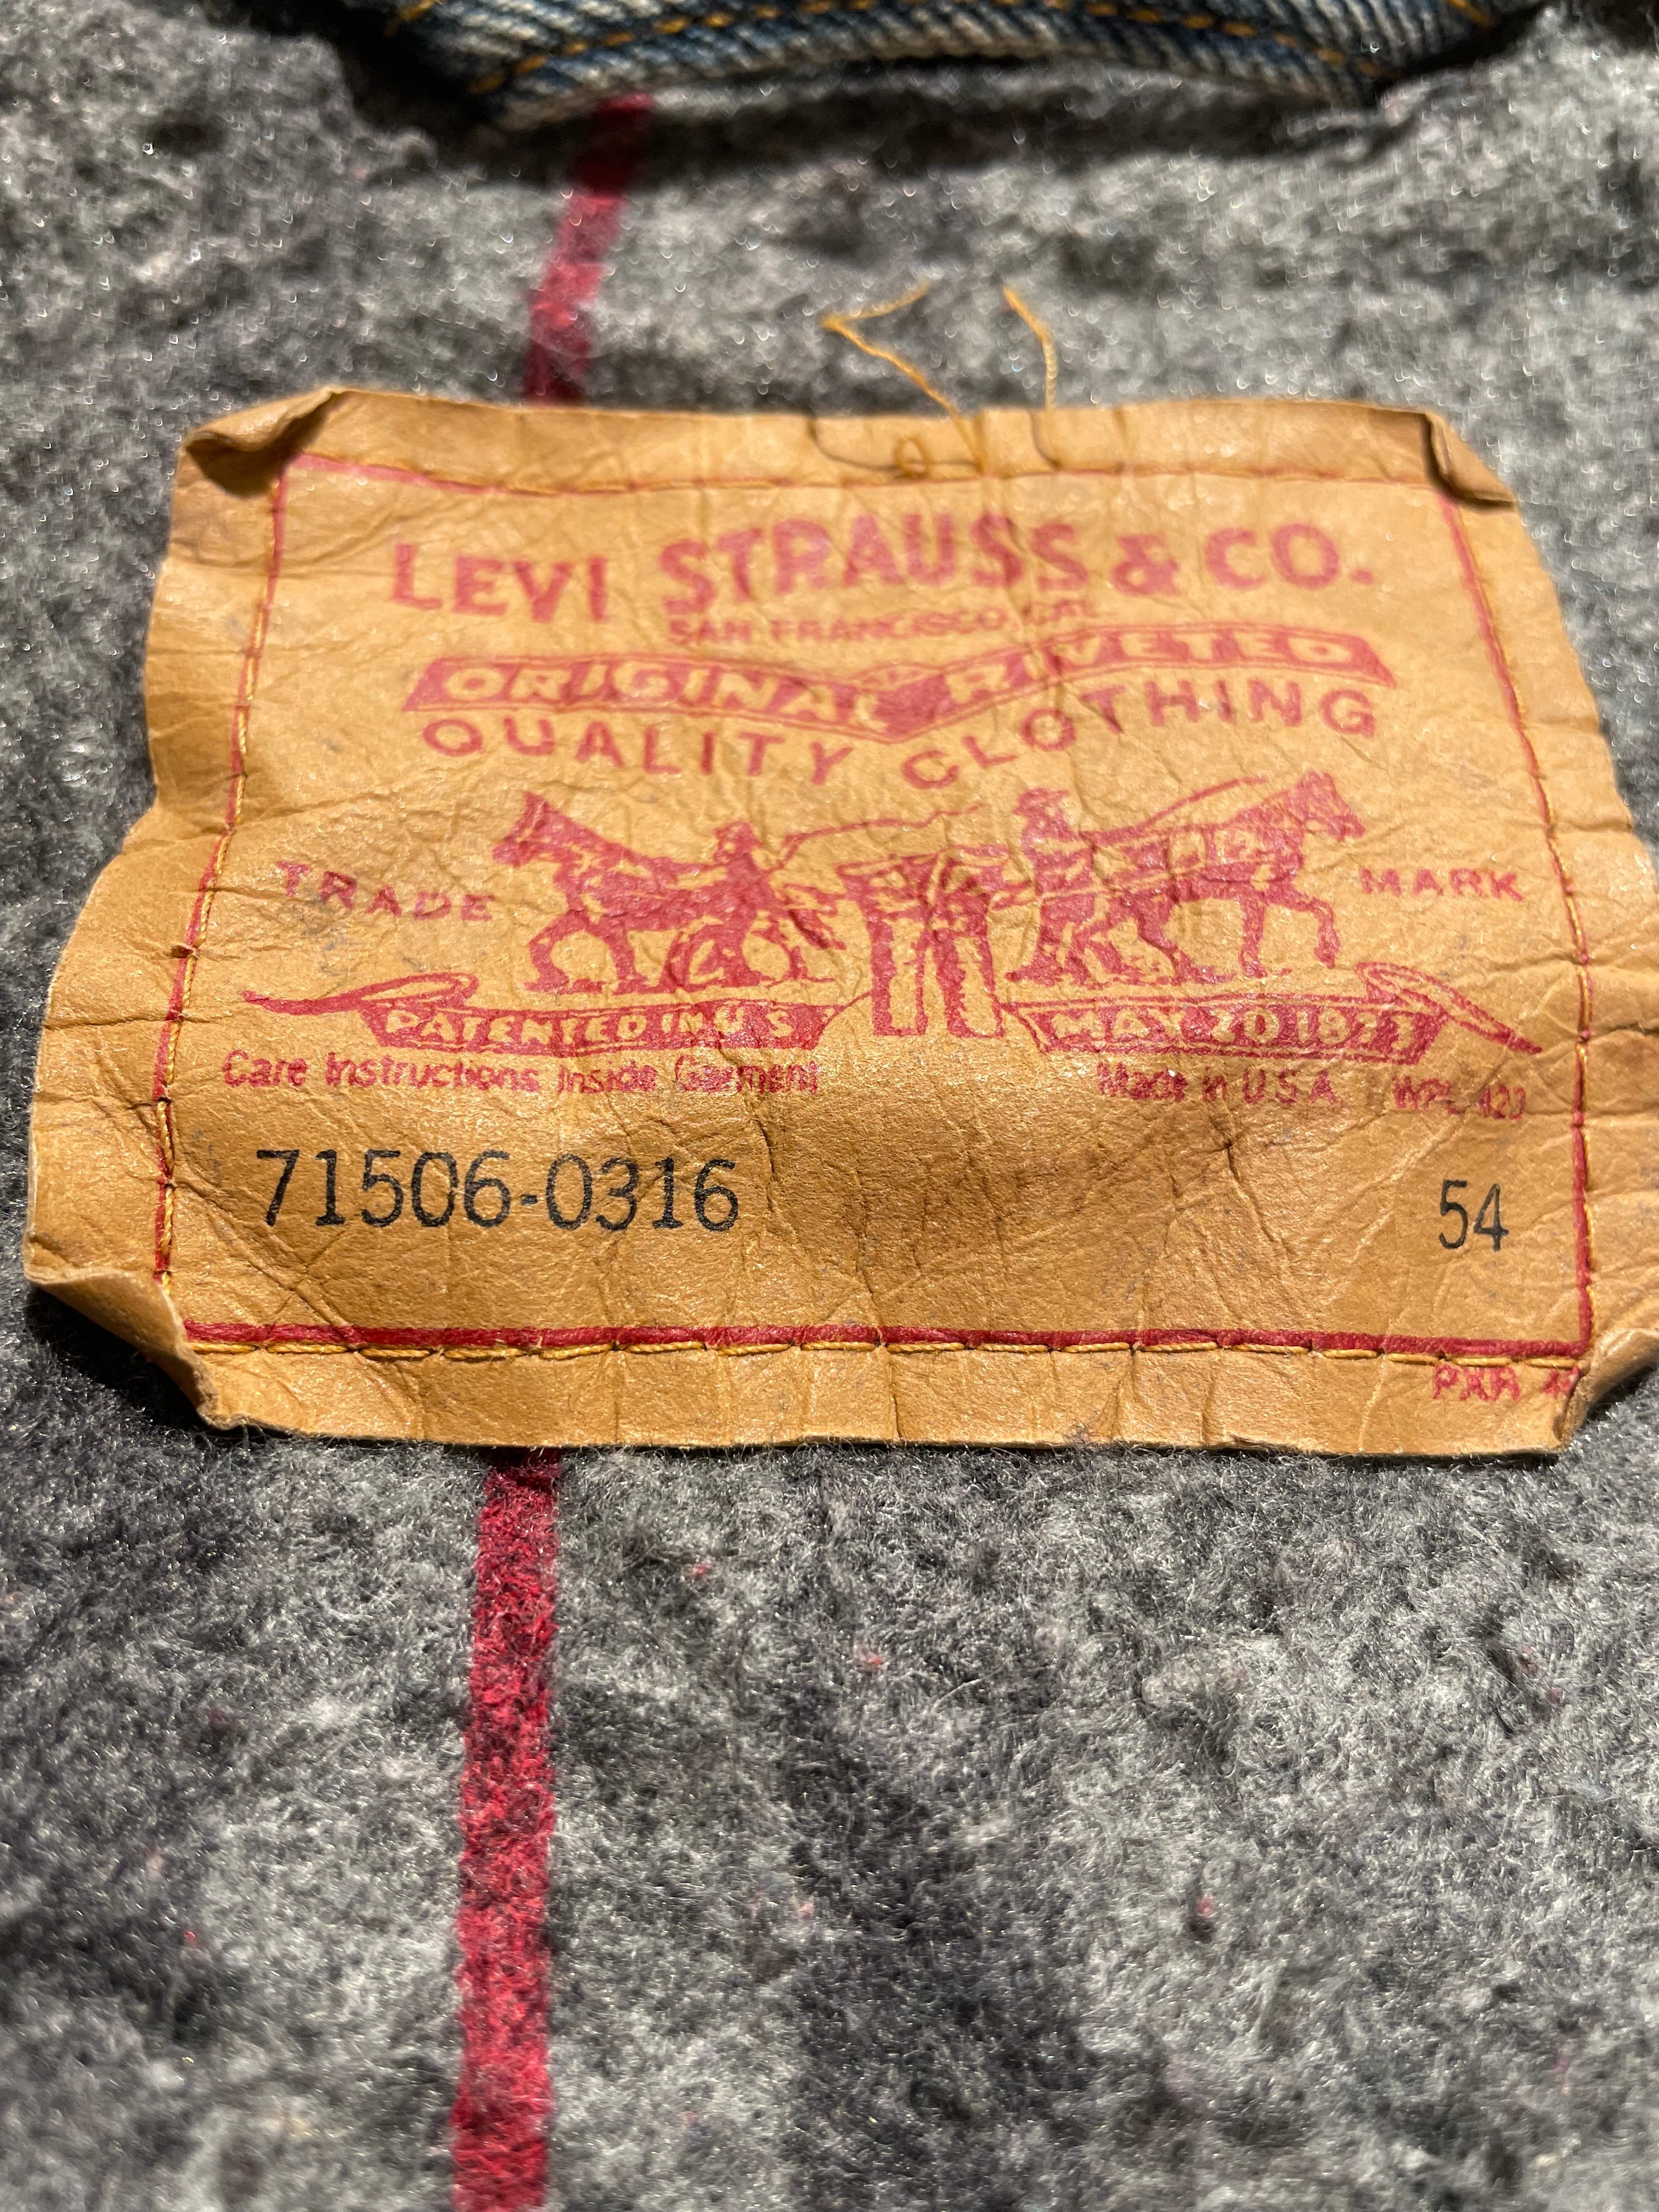 LEVI STRAUSS & CO.
SAN FRANCISCO, CAL
ORIGINAL RIVETED
QUALITY CLOTHING
TRADE MARK
PATENTED IN U S MAY 20 1873
Care Instructions Inside Garment Made in U.S.A. WPL 423
71506-0316 54